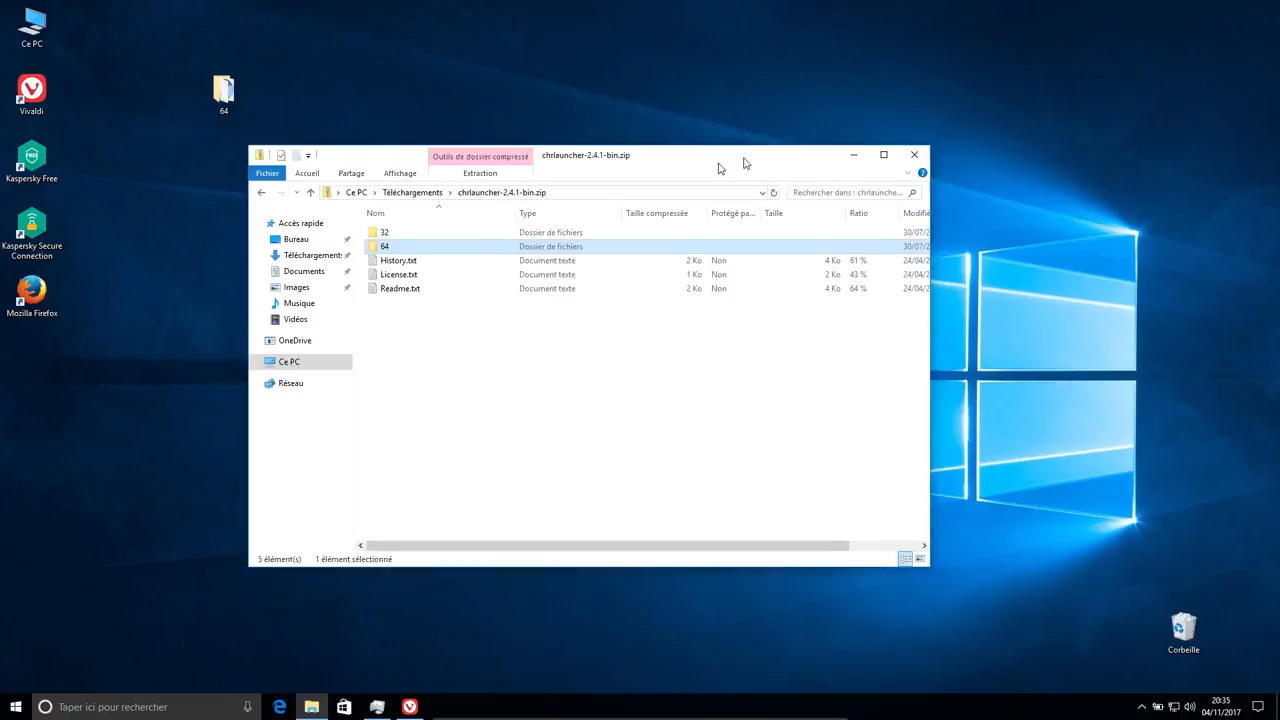 Ce PC
Vivaldi
64
FREE
Kaspersky Free
Kaspersky Secure
Connection
Mozilla Firefox
Outils de dossier compressé
chrlauncher-2.4.1-bin.zip
Fichier Accueil Partage Affichage Extraction
Ce PC Téléchargements chrlauncher-2.4.1-bin.zip
Rechercher dans : chrlaunche...
Nom Type Taille compressée Protégé pa... Taille Ratio Modifié
32 Dossier de fichiers 30/07/2
64 Dossier de fichiers 30/07/2
History.txt Document texte 2 Ko Non 4 Ko 61 % 24/04/2
License.txt Document texte 1 Ko Non 2 Ko 43 % 24/04/2
Readme.txt Document texte 2 Ko Non 4 Ko 64 % 24/04/2
Accès rapide
Bureau
Téléchargement:
Documents
Images
Musique
Vidéos
OneDrive
Ce PC
Réseau
5 élément(s) 1 élément sélectionné
Corbeille
Taper ici pour rechercher
20:35
04/11/2017